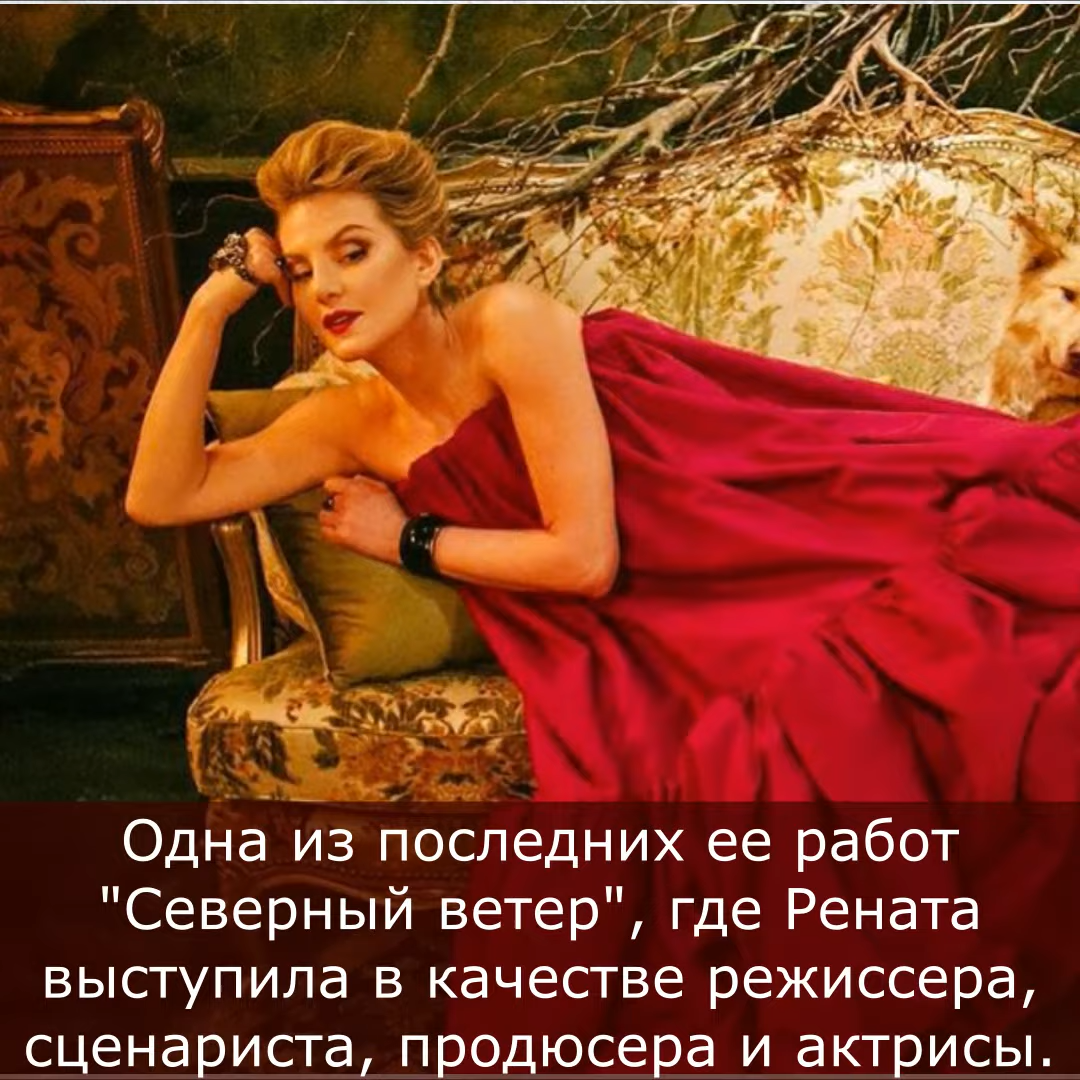 Одна из последних ее работ
"Северный ветер", где Рената
выступила в качестве режиссера,
сценариста, продюсера и актрисы.